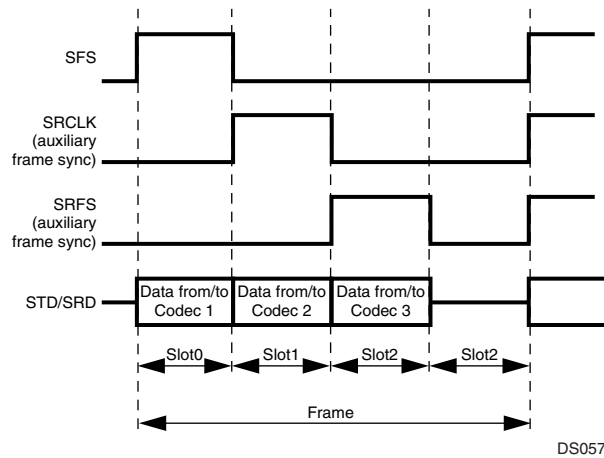 SFS
SRCLK
(auxiliary
frame sync)
SRFS
(auxiliary
frame sync)
STD/SRD
Data from/to
Codec 1
Data from/to
Codec 2
Data from/to
Codec 3
Slot0
Slot1
Slot2
Slot2
Frame
DS057